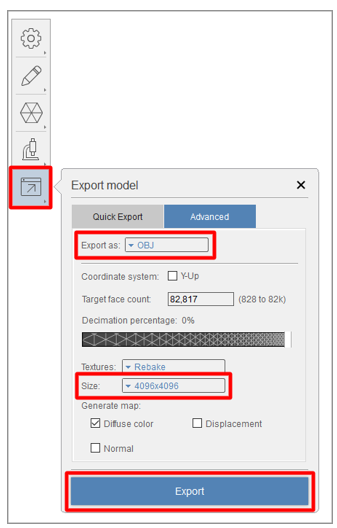 Export model
Quick Export Advanced
Export as: OBJ
Coordinate system: Y-Up
Target face count: 82,817 (828 to 82k)
Decimation percentage: 0%
Textures: Rebake
Size: 4096x4096
Generate map:
Diffuse color Displacement
Normal
Export